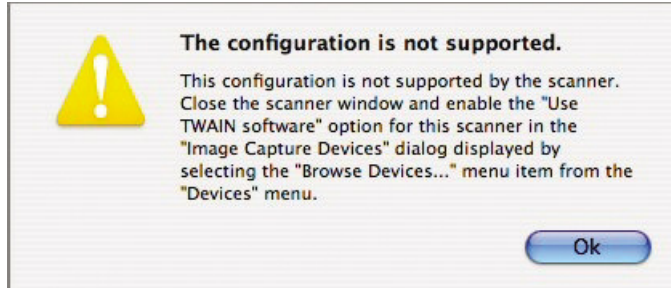 The configuration is not supported.
This configuration is not supported by the scanner.
Close the scanner window and enable the "Use
TWAIN software" option for this scanner in the
"Image Capture Devices" dialog displayed by
selecting the "Browse Devices..." menu item from the
"Devices" menu.
Ok